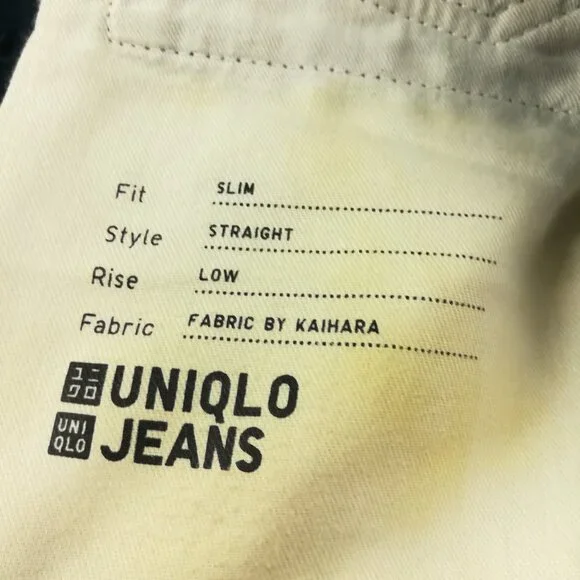 Fit SLIM
Style STRAIGHT
Rise LOW
Fabric FABRIC BY KAIHARA
ユニ
クロ
UNIQLO
UNI
QLO
JEANS